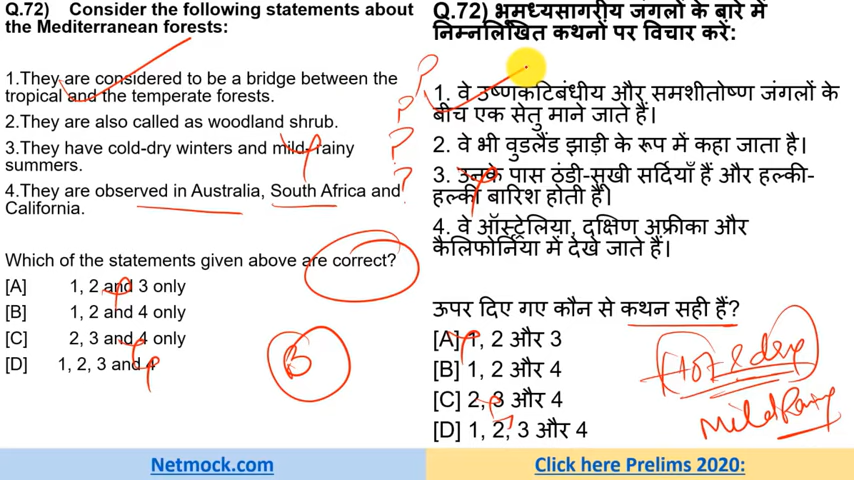 Q.72) Consider the following statements about
the Mediterranean forests:
1.They are considered to be a bridge between the
tropical and the temperate forests.
2.They are also called as woodland shrub.
3.They have cold-dry winters and mild-rainy
summers.
4.They are observed in Australia, South Africa and
California.
Which of the statements given above are correct?
[A] 1, 2 and 3 only
[B] 1, 2 and 4 only
[C] 2, 3 and 4 only
[D] 1, 2, 3 and 4
B
Q.72) भूमध्यसागरीय जंगलों के बारे में
निम्नलिखित कथनों पर विचार करें:
? 
?
?
?
1. वे उष्णकटिबंधीय और समशीतोष्ण जंगलों के
बीच एक सेतु माने जाते हैं।
2. वे भी वुडलैंड झाड़ी के रूप में कहा जाता है।
3. उनके पास ठंडी-सूखी सर्दियाँ हैं और हल्की-
हल्की बारिश होती है।
4. वे ऑस्ट्रेलिया, दक्षिण अफ्रीका और
कैलिफोर्निया में देखे जाते हैं।
ऊपर दिए गए कौन से कथन सही हैं?
[A] 1, 2 और 3
[B] 1, 2 और 4
[C] 2, 3 और 4
[D] 1, 2, 3 और 4
Hot & dry
Mild Rainy
Netmock.com
Click here Prelims 2020: